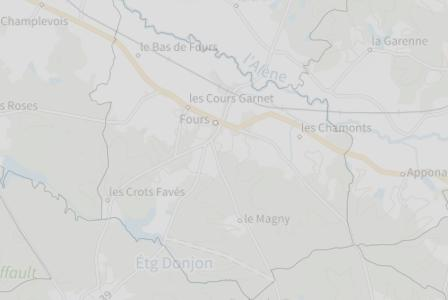 Champlevois
le Bas de Fours
la Garenne
l'Alène
s Roses
les Cours Garnet
Fours
les Chamonts
Appona
les Crots Favés
le Magny
Étg Donjon
ffault
39